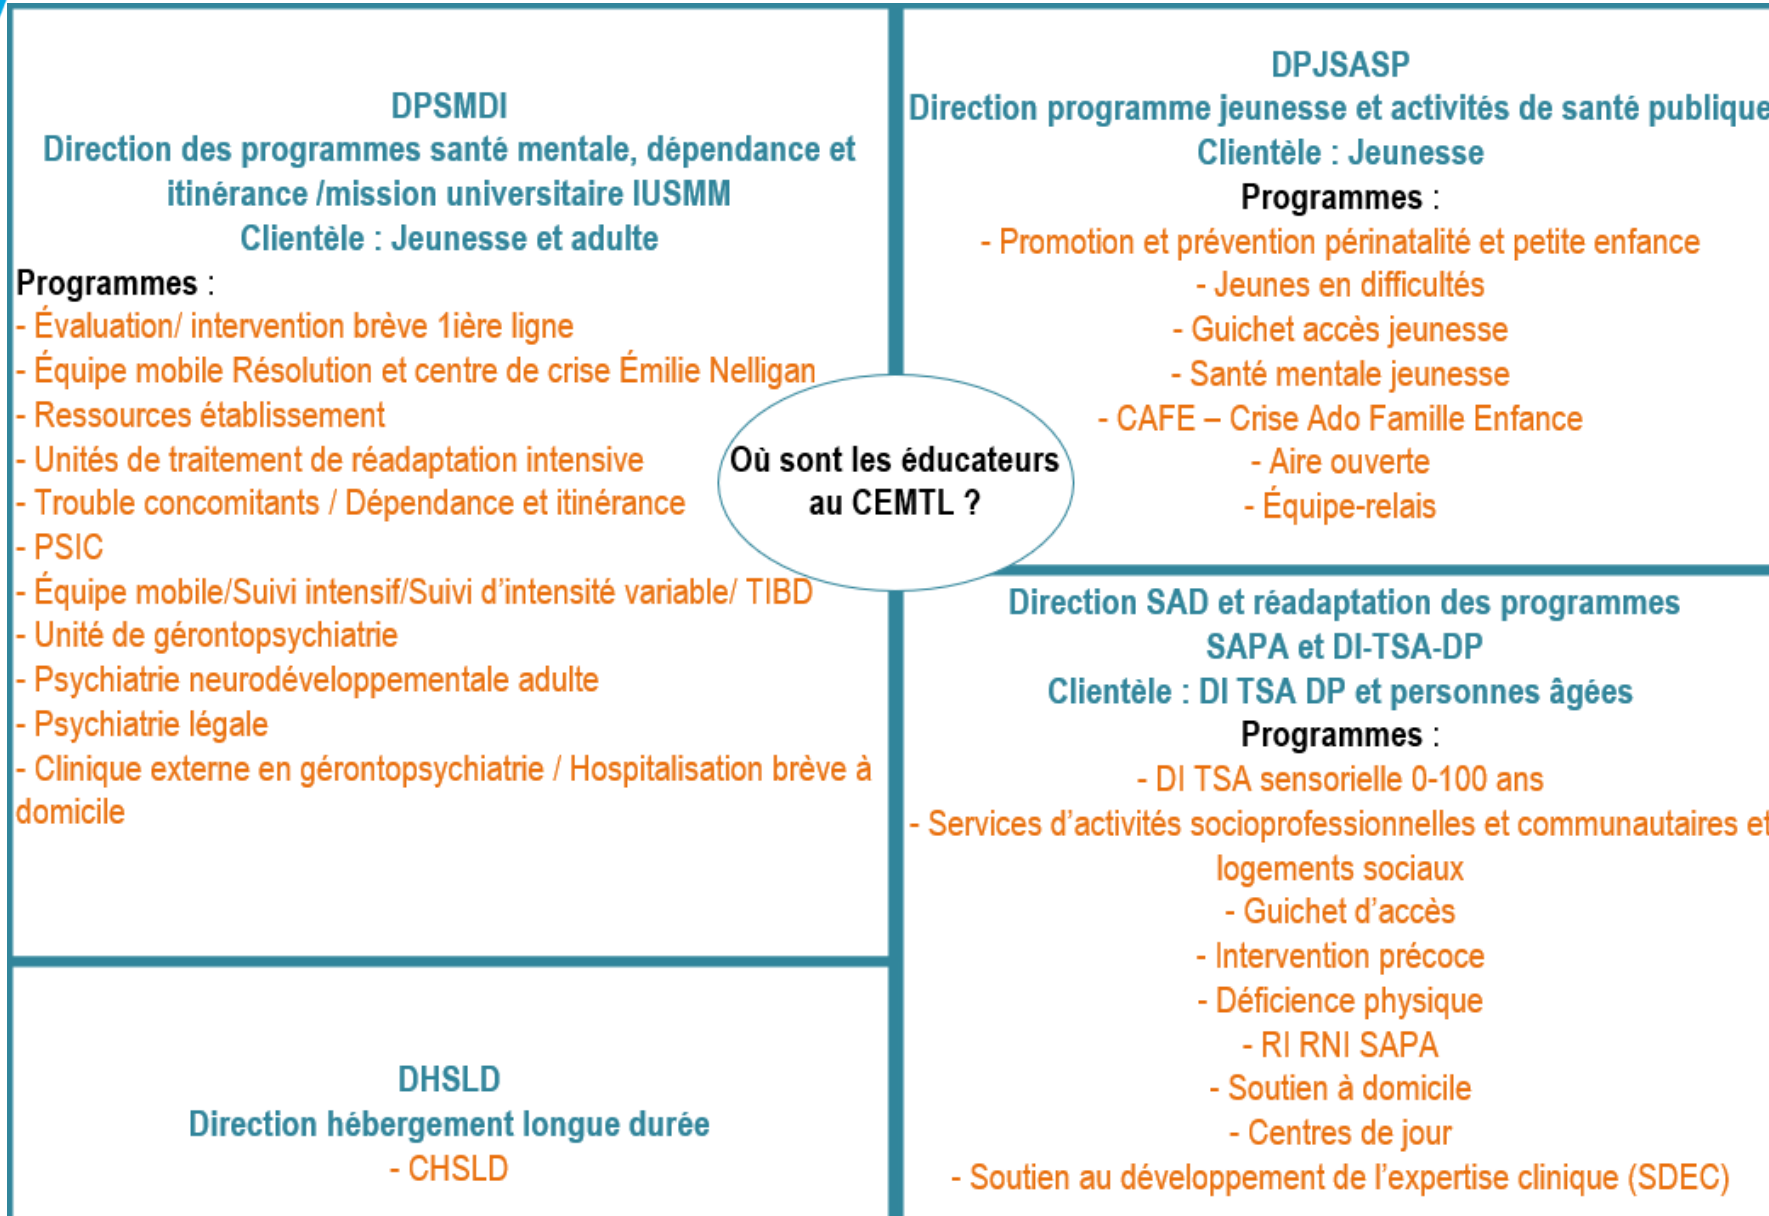 DPSMDI
Direction des programmes santé mentale, dépendance et
itinérance /mission universitaire IUSMM
Clientèle : Jeunesse et adulte
Programmes :
- Évaluation/ intervention brève 1ière ligne
- Équipe mobile Résolution et centre de crise Émilie Nelligan
- Ressources établissement
- Unités de traitement de réadaptation intensive
- Trouble concomitants / Dépendance et itinérance
- PSIC
- Équipe mobile/Suivi intensif/Suivi d’intensité variable/ TIBD
- Unité de gérontopsychiatrie
- Psychiatrie neurodéveloppementale adulte
- Psychiatrie légale
- Clinique externe en gérontopsychiatrie / Hospitalisation brève à
domicile
DPJSASP
Direction programme jeunesse et activités de santé publique
Clientèle : Jeunesse
Programmes :
- Promotion et prévention périnatalité et petite enfance
- Jeunes en difficultés
- Guichet accès jeunesse
- Santé mentale jeunesse
- CAFE – Crise Ado Famille Enfance
- Aire ouverte
- Équipe-relais
Où sont les éducateurs
au CEMTL ?
DHSLD
Direction hébergement longue durée
- CHSLD
Direction SAD et réadaptation des programmes
SAPA et DI-TSA-DP
Clientèle : DI TSA DP et personnes âgées
Programmes :
- DI TSA sensorielle 0-100 ans
- Services d’activités socioprofessionnelles et communautaires et
logements sociaux
- Guichet d’accès
- Intervention précoce
- Déficience physique
- RI RNI SAPA
- Soutien à domicile
- Centres de jour
- Soutien au développement de l’expertise clinique (SDEC)